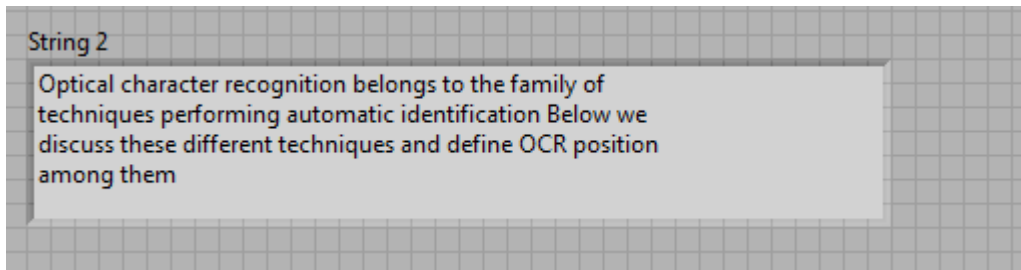 String 2
Optical character recognition belongs to the family of
techniques performing automatic identification Below we
discuss these different techniques and define OCR position
among them